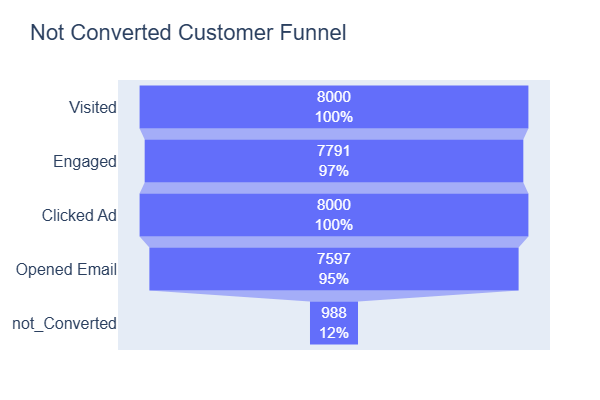 Not Converted Customer Funnel
Visited
8000
100%
Engaged
7791
97%
Clicked Ad
8000
100%
Opened Email
7597
95%
not_Converted
988
12%